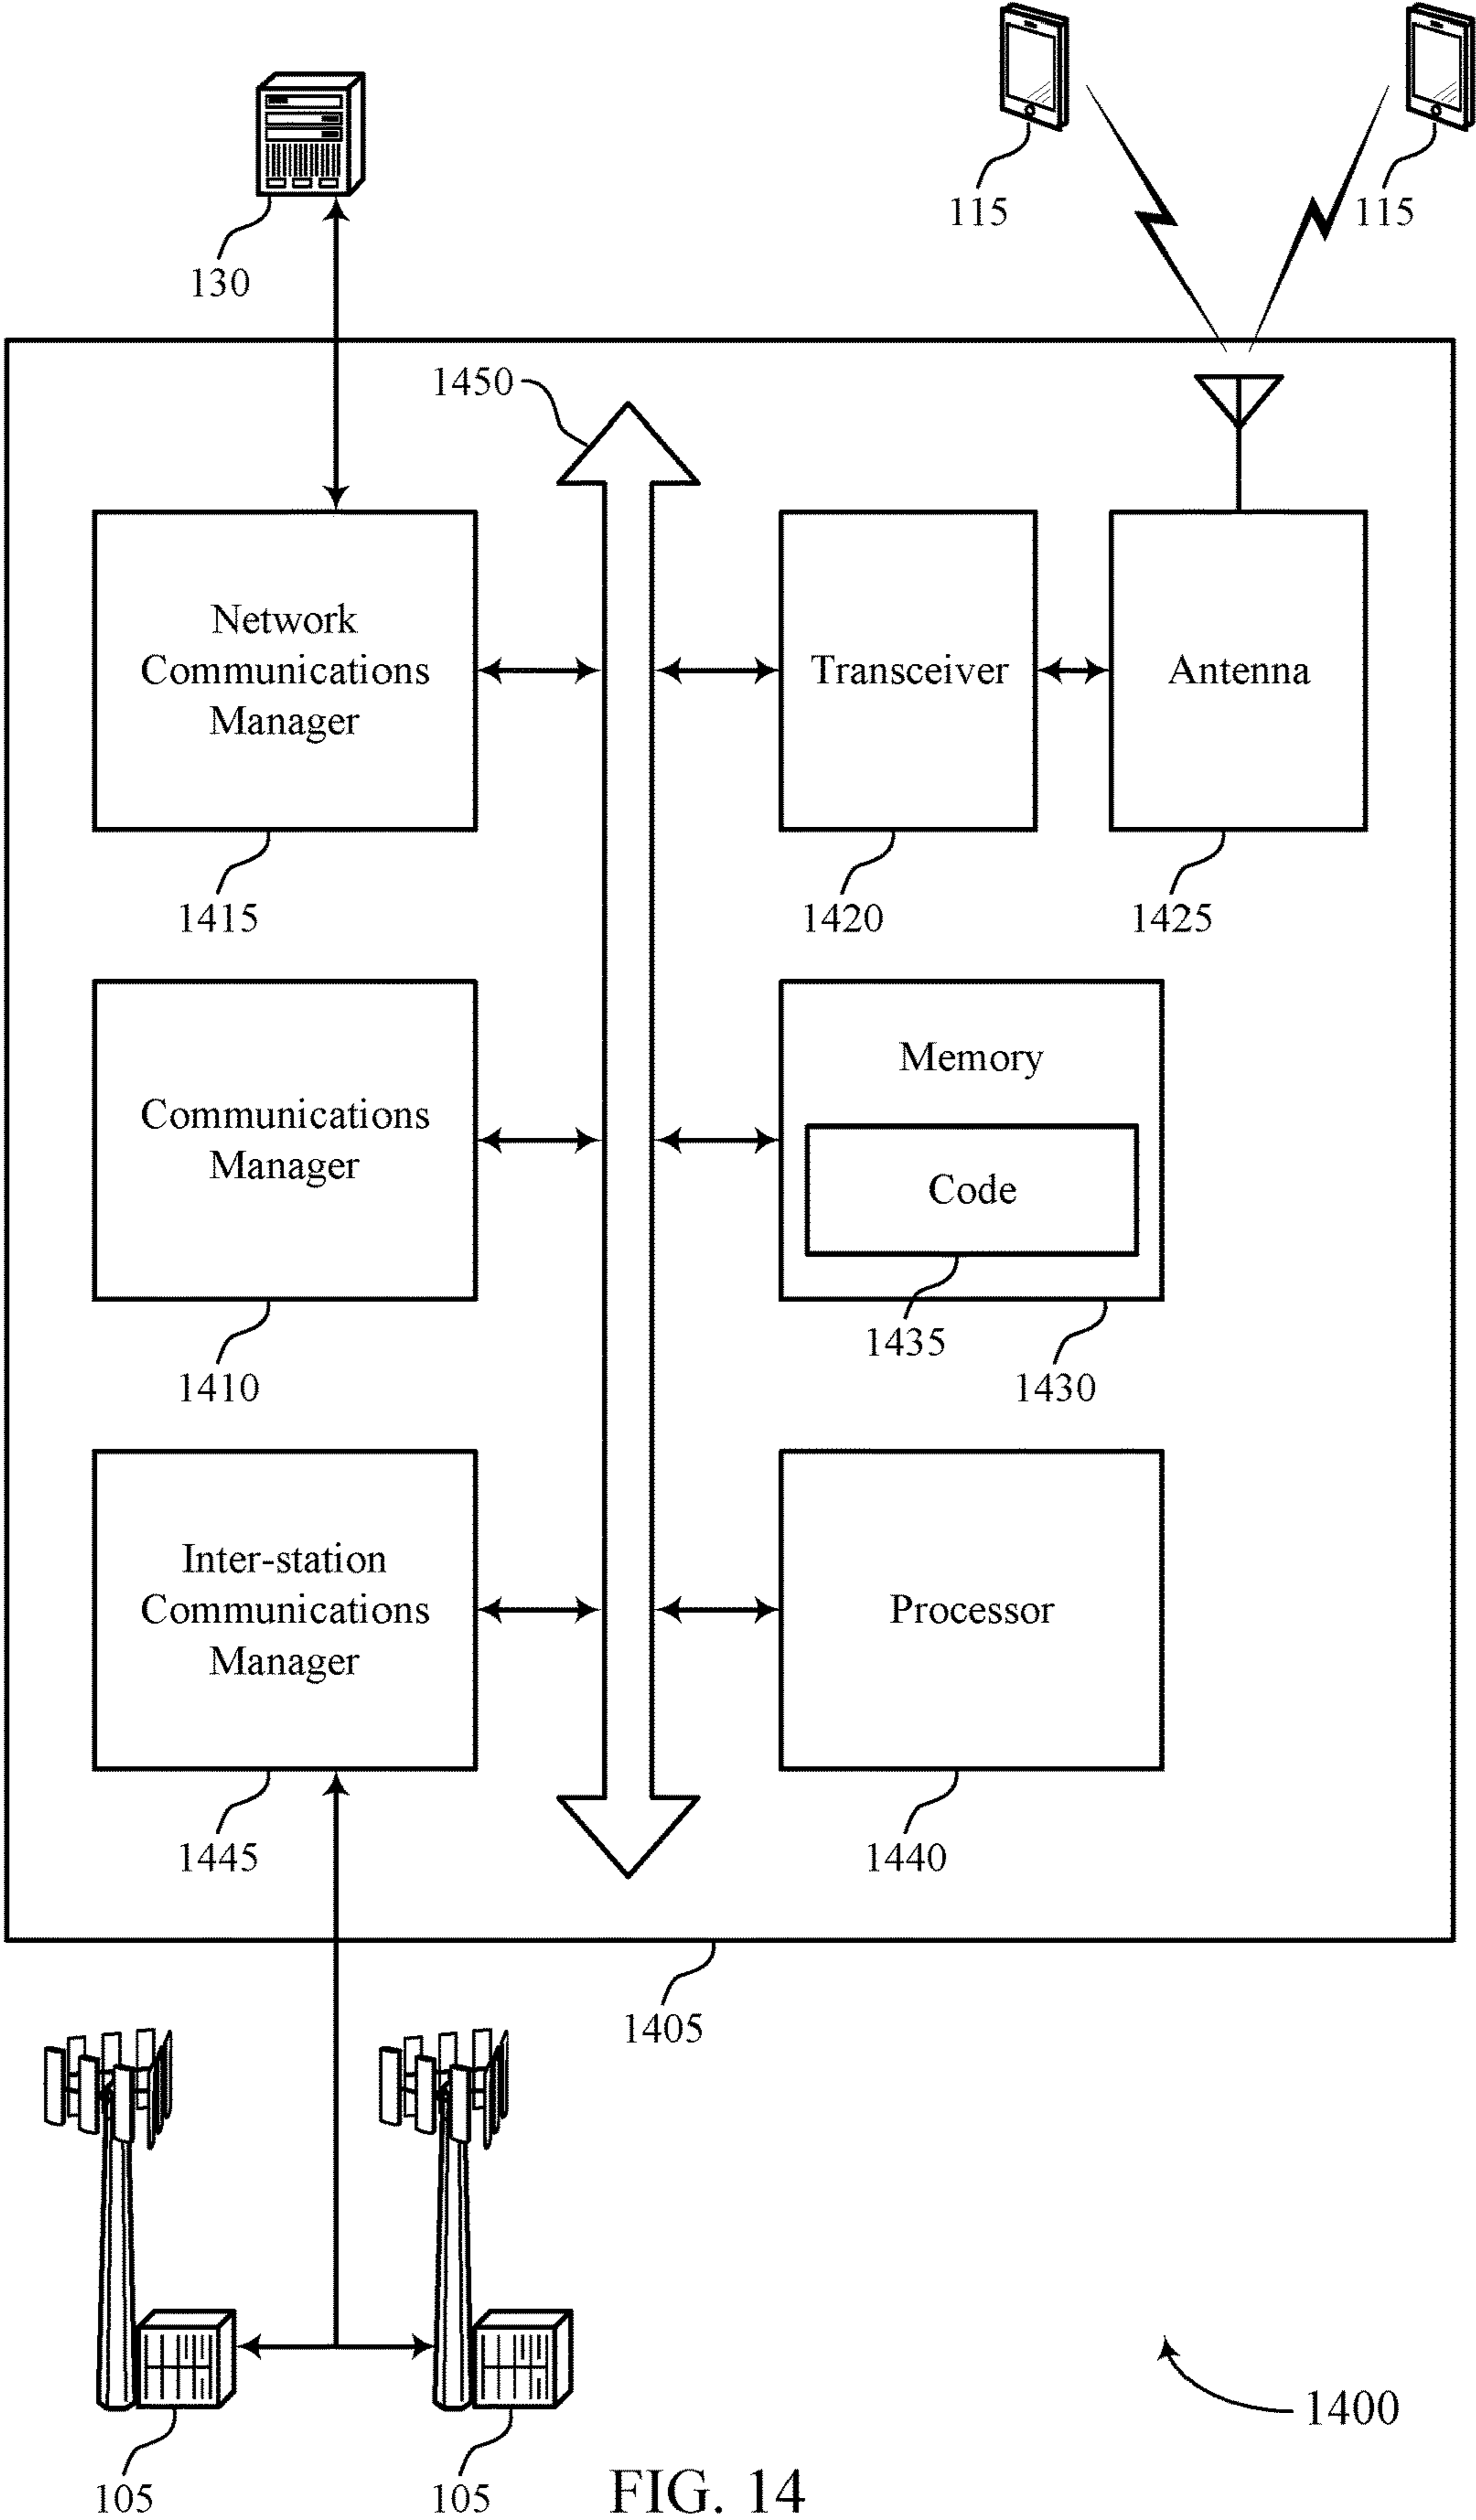 115
115
130
1450
Network
Communications
Manager
Transceiver
Antenna
1415
1420
1425
Communications
Manager
Memory
Code
1435
1410
1430
Inter-station
Communications
Manager
Processor
1445
1440
1405
1400
105
105
FIG. 14